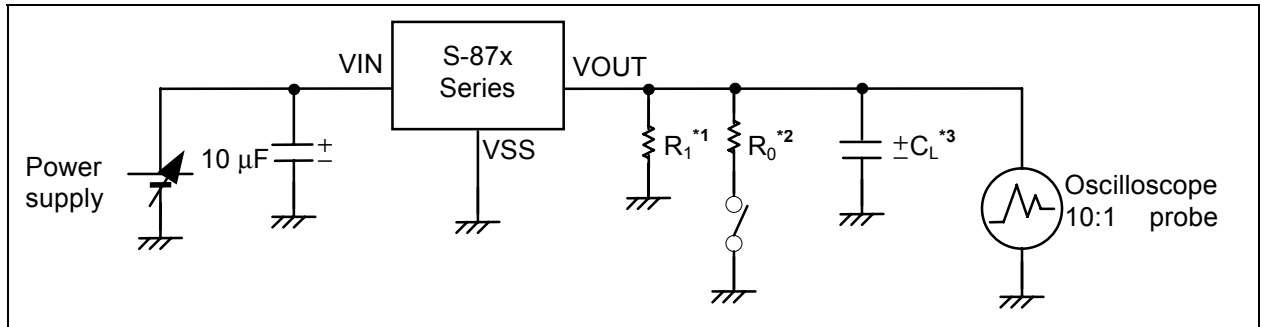 VIN
S-87x
Series
VOUT
VSS
Power
supply
10 μF
+
-
R1*1
R0*2
+
-
CL*3
Oscilloscope
10:1 probe